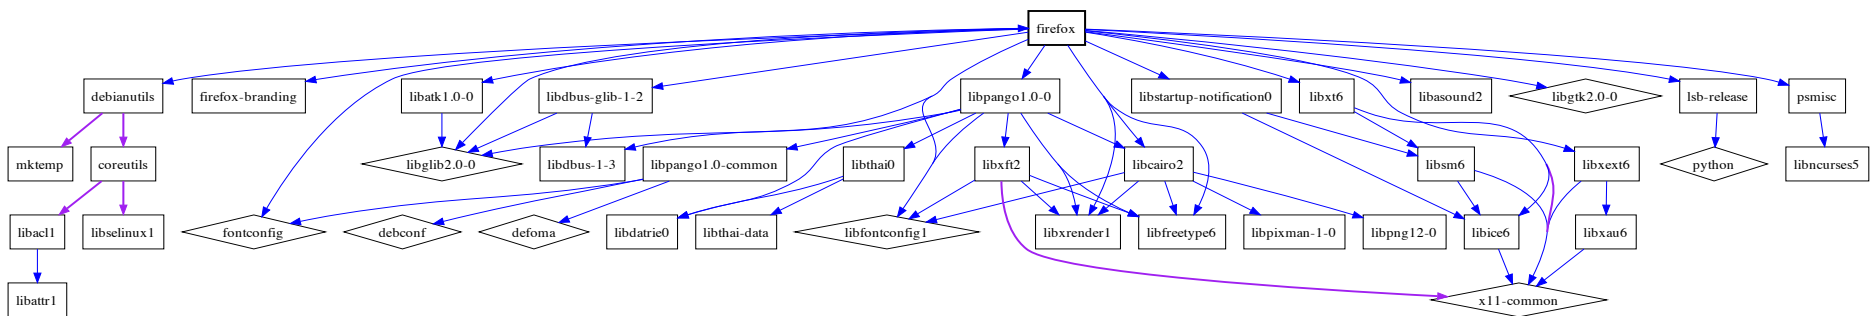 firefox
debianutils
firefox-branding
libatk1.0-0
libdbus-glib-1-2
libpango1.0-0
libstartup-notification0
libxt6
libasound2
libgtk2.0-0
lsb-release
psmisc
mktemp
coreutils
libglib2.0-0
libdbus-1-3
libpango1.0-common
libthai0
libxft2
libcairo2
libsm6
libxext6
python
libncurses5
libacl1
libselinux1
fontconfig
debconf
defoma
libdatrie0
libthai-data
libfontconfig1
libxrender1
libfreetype6
libpixman-1-0
libpng12-0
libice6
libxau6
libattr1
x11-common